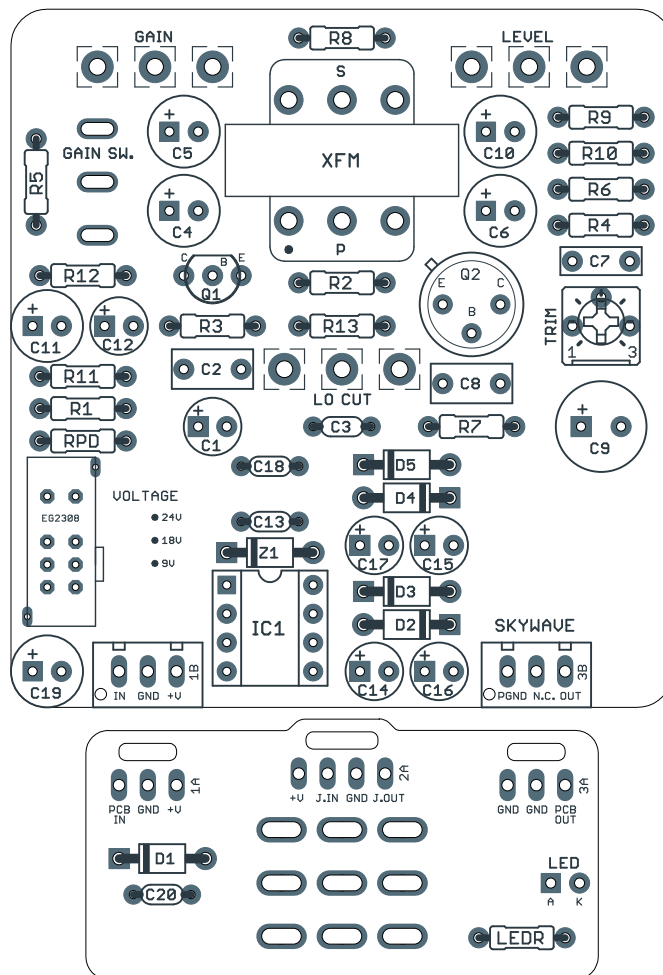 GAIN
R8
LEVEL
S
+
C5
GAIN SW.
XFM
+
C10
R9
R10
R5
R6
+
C4
+
C6
R4
P
C B E
Q1
Q2
E C
B
C7
R12
R2
+
C11
+
C12
R3
R13
TRIM
1 3
R11
C2
C8
LO CUT
R1
+
C1
C3
R7
+
C9
RPD
C18
D5
D4
VOLTAGE
EG2308
24V
18V
9V
C13
Z1
+
C17
+
C15
IC1
D3
D2
SKYWAVE
+
C19
1B
IN GND +V
+
C14
+
C16
3B
PGND N.C. OUT
1A
PCB IN GND +V
2A
+V J.IN GND J.OUT
3A
GND GND PCB OUT
D1
C20
LED
A K
LEDR